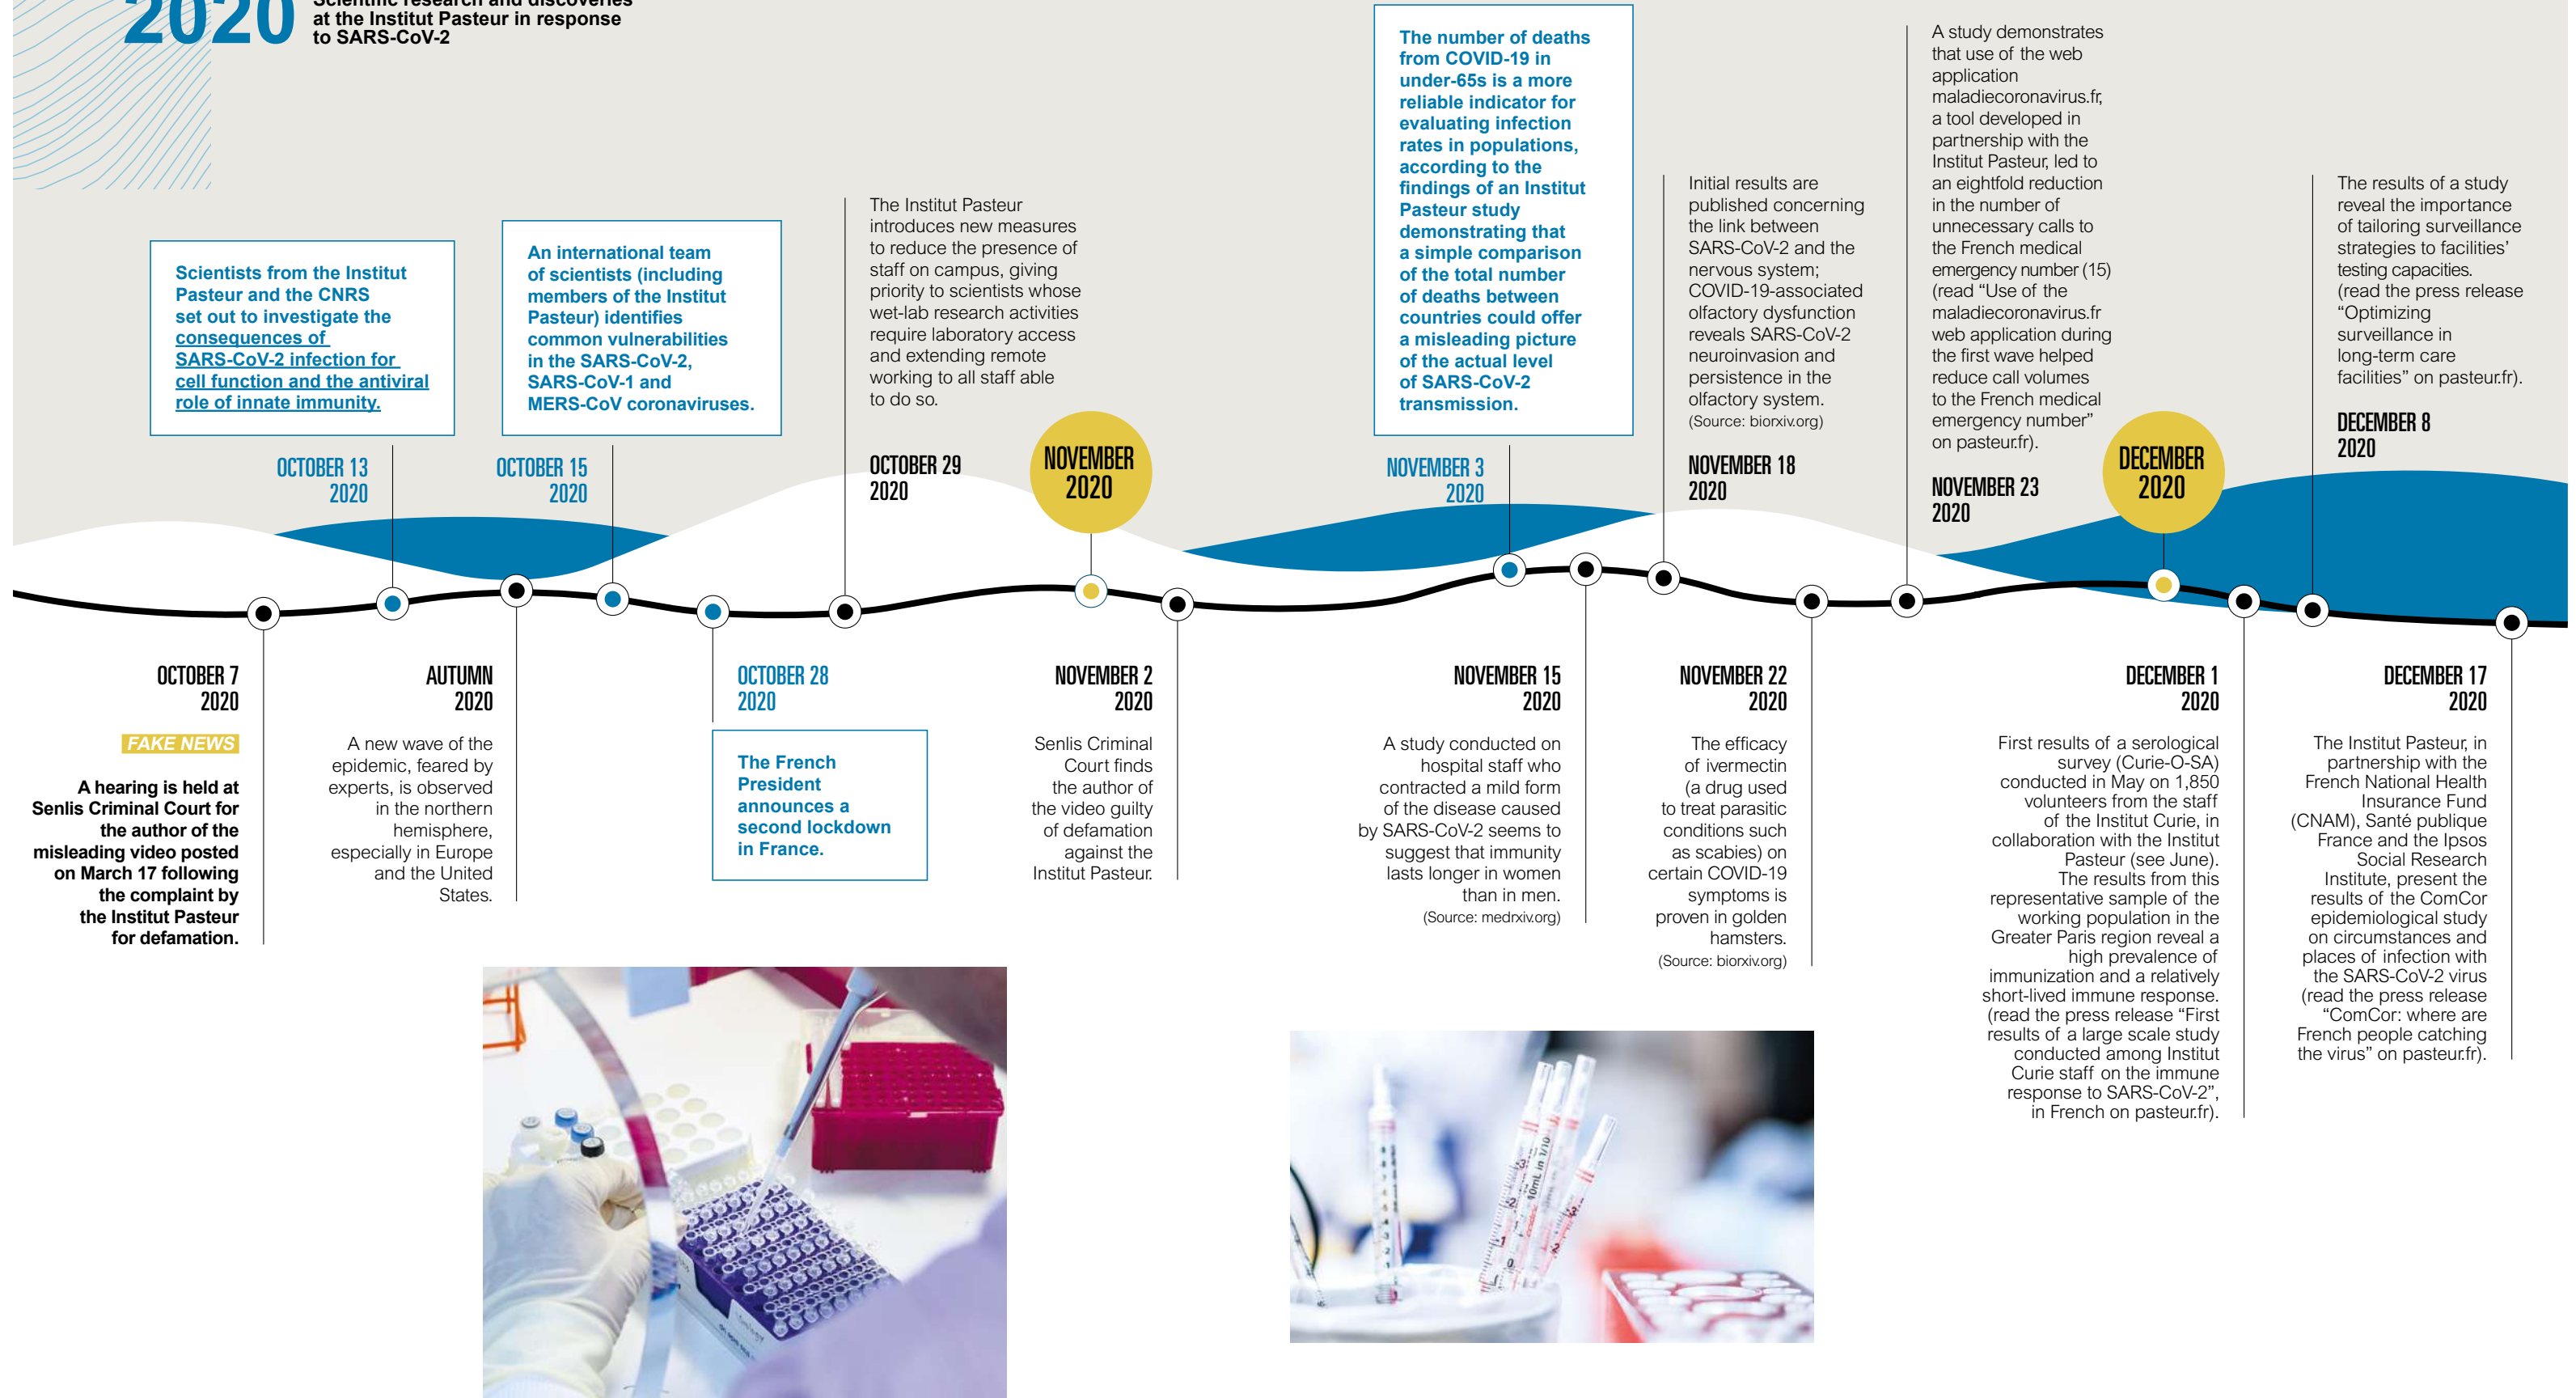 2020
Scientific research and discoveries
at the Institut Pasteur in response
to SARS-CoV-2
OCTOBER 7
2020
FAKE NEWS
A hearing is held at
Senlis Criminal Court for
the author of the
misleading video posted
on March 17 following
the complaint by
the Institut Pasteur
for defamation.
Scientists from the Institut
Pasteur and the CNRS
set out to investigate the
consequences of
SARS-CoV-2 infection for
cell function and the antiviral
role of innate immunity.
OCTOBER 13
2020
AUTUMN
2020
A new wave of the
epidemic, feared by
experts, is observed
in the northern
hemisphere,
especially in Europe
and the United
States.
An international team
of scientists (including
members of the Institut
Pasteur) identifies
common vulnerabilities
in the SARS-CoV-2,
SARS-CoV-1 and
MERS-CoV coronaviruses.
OCTOBER 15
2020
OCTOBER 28
2020
The French
President
announces a
second lockdown
in France.
The Institut Pasteur
introduces new measures
to reduce the presence of
staff on campus, giving
priority to scientists whose
wet-lab research activities
require laboratory access
and extending remote
working to all staff able
to do so.
OCTOBER 29
2020
NOVEMBER
2020
NOVEMBER 2
2020
Senlis Criminal
Court finds
the author of
the video guilty
of defamation
against the
Institut Pasteur.
The number of deaths
from COVID-19 in
under-65s is a more
reliable indicator for
evaluating infection
rates in populations,
according to the
findings of an Institut
Pasteur study
demonstrating that
a simple comparison
of the total number
of deaths between
countries could offer
a misleading picture
of the actual level
of SARS-CoV-2
transmission.
NOVEMBER 3
2020
NOVEMBER 15
2020
A study conducted on
hospital staff who
contracted a mild form
of the disease caused
by SARS-CoV-2 seems to
suggest that immunity
lasts longer in women
than in men.
(Source: medrxiv.org)
Initial results are
published concerning
the link between
SARS-CoV-2 and the
nervous system;
COVID-19-associated
olfactory dysfunction
reveals SARS-CoV-2
neuroinvasion and
persistence in the
olfactory system.
(Source: biorxiv.org)
NOVEMBER 18
2020
NOVEMBER 22
2020
The efficacy
of ivermectin
(a drug used
to treat parasitic
conditions such
as scabies) on
certain COVID-19
symptoms is
proven in golden
hamsters.
(Source: biorxiv.org)
A study demonstrates
that use of the web
application
maladiecoronavirus.fr,
a tool developed in
partnership with the
Institut Pasteur, led to
an eightfold reduction
in the number of
unnecessary calls to
the French medical
emergency number (15)
(read “Use of the
maladiecoronavirus.fr
web application during
the first wave helped
reduce call volumes
to the French medical
emergency number”
on pasteur.fr).
NOVEMBER 23
2020
DECEMBER
2020
DECEMBER 1
2020
First results of a serological
survey (Curie-O-SA)
conducted in May on 1,850
volunteers from the staff
of the Institut Curie, in
collaboration with the Institut
Pasteur (see June).
The results from this
representative sample of the
working population in the
Greater Paris region reveal a
high prevalence of
immunization and a relatively
short-lived immune response.
(read the press release “First
results of a large scale study
conducted among Institut
Curie staff on the immune
response to SARS-CoV-2”,
in French on pasteur.fr).
The results of a study
reveal the importance
of tailoring surveillance
strategies to facilities’
testing capacities.
(read the press release
“Optimizing
surveillance in
long-term care
facilities” on pasteur.fr).
DECEMBER 8
2020
DECEMBER 17
2020
The Institut Pasteur, in
partnership with the
French National Health
Insurance Fund
(CNAM), Santé publique
France and the Ipsos
Social Research
Institute, present the
results of the ComCor
epidemiological study
on circumstances and
places of infection with
the SARS-CoV-2 virus
(read the press release
“ComCor: where are
French people catching
the virus” on pasteur.fr).
10mL in 1/10